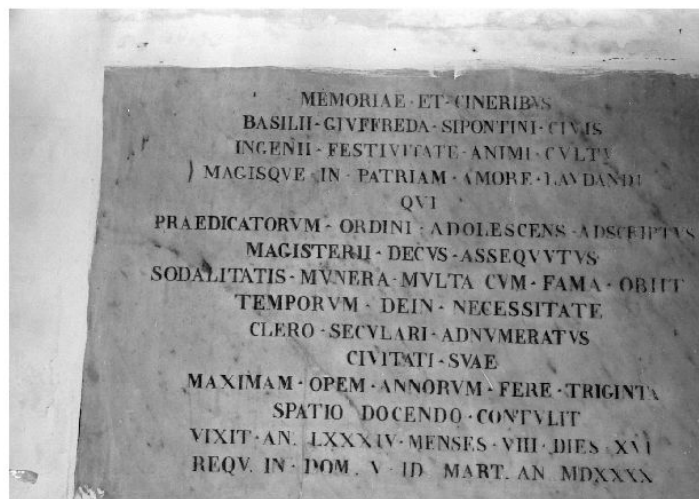 MEMORIAE · ET · CINERIBVS
BASILII · GIVFFREDA · SIPONTINI · CIVIS
INGENII · FESTIVITATE · ANIMI · CVLTV
MAGISQVE · IN · PATRIAM · AMORE · LAVDANDI
QVI
PRAEDICATORVM · ORDINI · ADOLESCENS · ADSCRIPTVS
MAGISTERII · DECVS · ASSEQVVTVS
SODALITATIS · MVNERA · MVLTA CVM · FAMA · OBIIT
TEMPORVM · DEIN · NECESSITATE
CLERO · SECVLARI · ADNVMERATVS
CIVITATI · SVAE
MAXIMAM · OPEM · ANNORVM · FERE · TRIGINTA
SPATIO DOCENDO · CONTVLIT
VIXIT · AN. LXXXIV · MENSES · VIII · DIES · XVI
REQV. IN · DOM. V · ID MART. AN MDXXXX